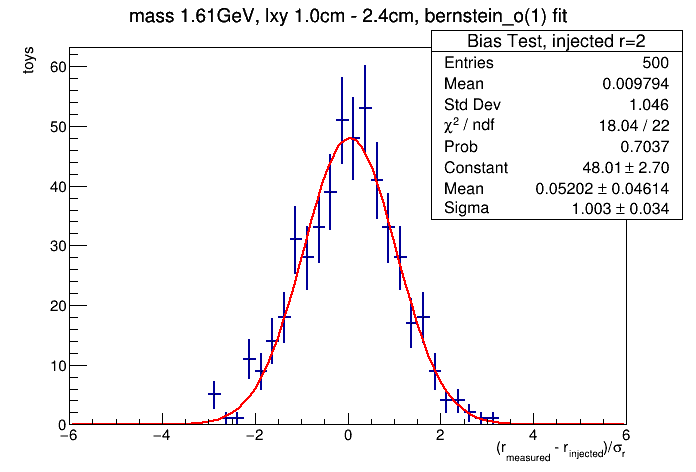 mass 1.61GeV, lxy 1.0cm - 2.4cm, bernstein_o(1) fit
toys
Bias Test, injected r=2
Entries 500
Mean 0.009794
Std Dev 1.046
χ² / ndf 18.04 / 22
Prob 0.7037
Constant 48.01 ± 2.70
Mean 0.05202 ± 0.04614
Sigma 1.003 ± 0.034
60
50
40
30
20
10
0
−6 −4 −2 0 2 4 6
(r_measured - r_injected)/σ_r